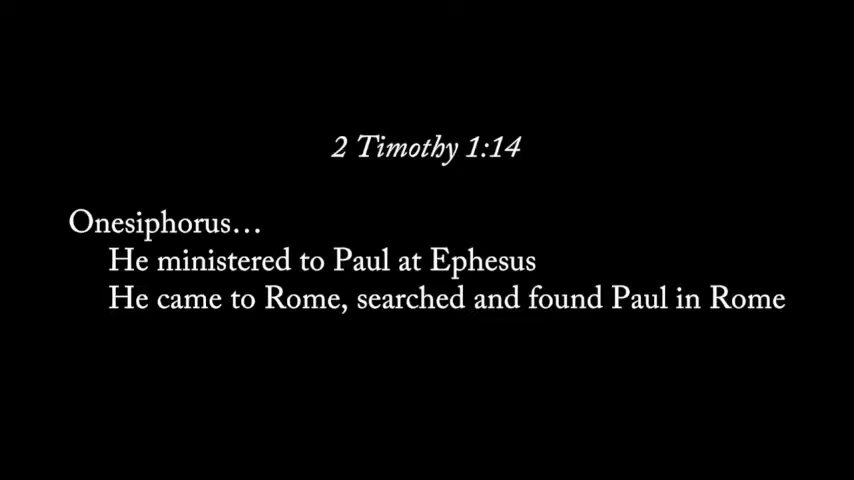 2 Timothy 1:14
Onesiphorus…
He ministered to Paul at Ephesus
He came to Rome, searched and found Paul in Rome